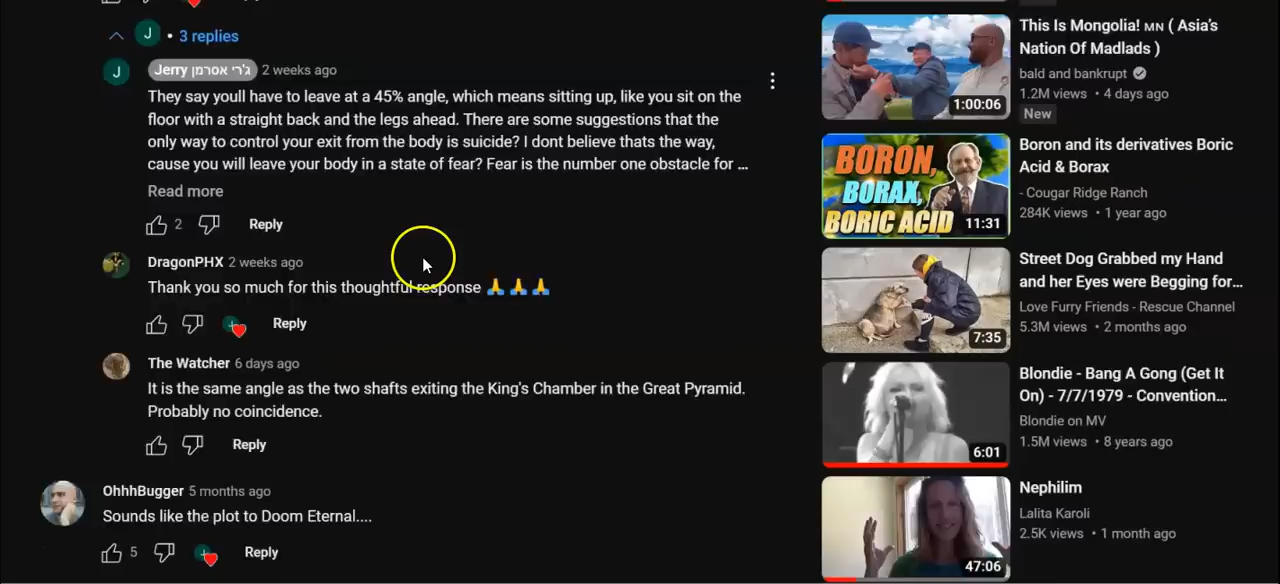 J • 3 replies
J
Jerry ג'רי אסרמן 2 weeks ago
They say youll have to leave at a 45% angle, which means sitting up, like you sit on the
floor with a straight back and the legs ahead. There are some suggestions that the
only way to control your exit from the body is suicide? I dont believe thats the way,
cause you will leave your body in a state of fear? Fear is the number one obstacle for ...
Read more
2 Reply
DragonPHX 2 weeks ago
Thank you so much for this thoughtful response 🙏 🙏 🙏
Reply
The Watcher 6 days ago
It is the same angle as the two shafts exiting the King's Chamber in the Great Pyramid.
Probably no coincidence.
Reply
OhhhBugger 5 months ago
Sounds like the plot to Doom Eternal....
5 Reply
1:00:06
This Is Mongolia! MN ( Asia's
Nation Of Madlads )
bald and bankrupt
1.2M views • 4 days ago
New
BORON,
BORAX,
BORIC ACID
11:31
Boron and its derivatives Boric
Acid & Borax
- Cougar Ridge Ranch
284K views • 1 year ago
7:35
Street Dog Grabbed my Hand
and her Eyes were Begging for...
Love Furry Friends - Rescue Channel
5.3M views • 2 months ago
6:01
Blondie - Bang A Gong (Get It
On) - 7/7/1979 - Convention...
Blondie on MV
1.5M views • 8 years ago
47:06
Nephilim
Lalita Karoli
2.5K views • 1 month ago